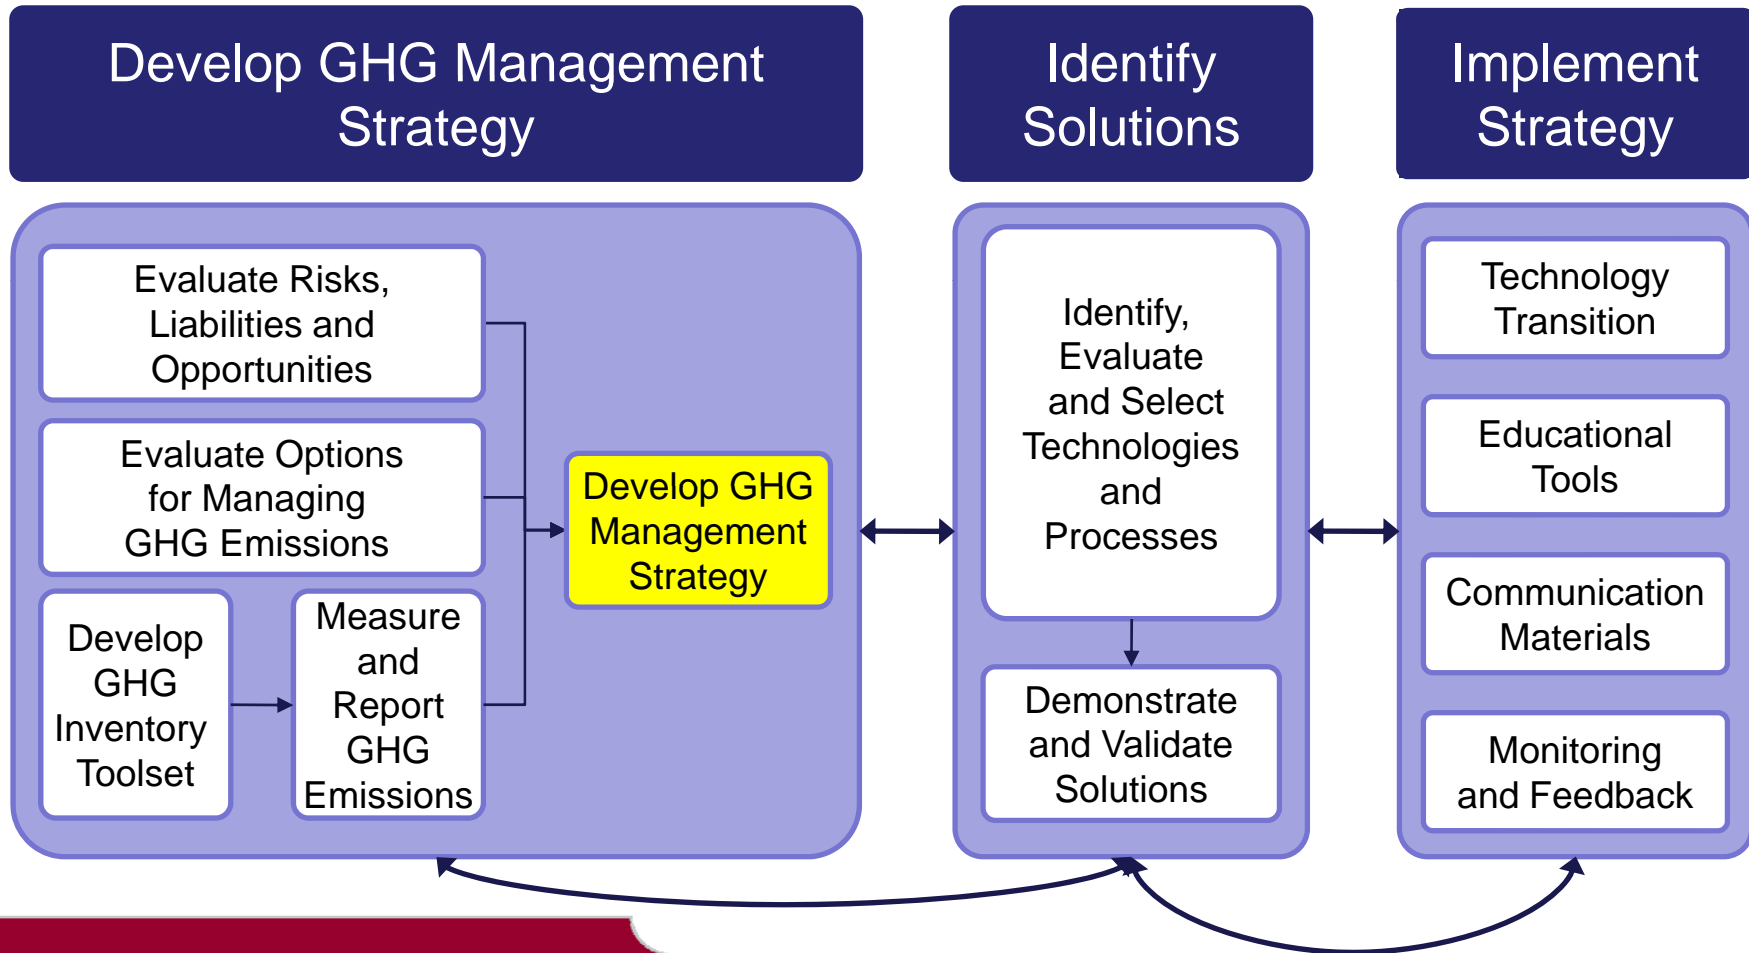 Develop GHG Management
Strategy
Identify
Solutions
Implement
Strategy
Evaluate Risks,
Liabilities and
Opportunities
Evaluate Options
for Managing
GHG Emissions
Develop
GHG
Inventory
Toolset
Measure
and
Report
GHG
Emissions
Develop GHG
Management
Strategy
Identify,
Evaluate
and Select
Technologies
and
Processes
Demonstrate
and Validate
Solutions
Technology
Transition
Educational
Tools
Communication
Materials
Monitoring
and Feedback